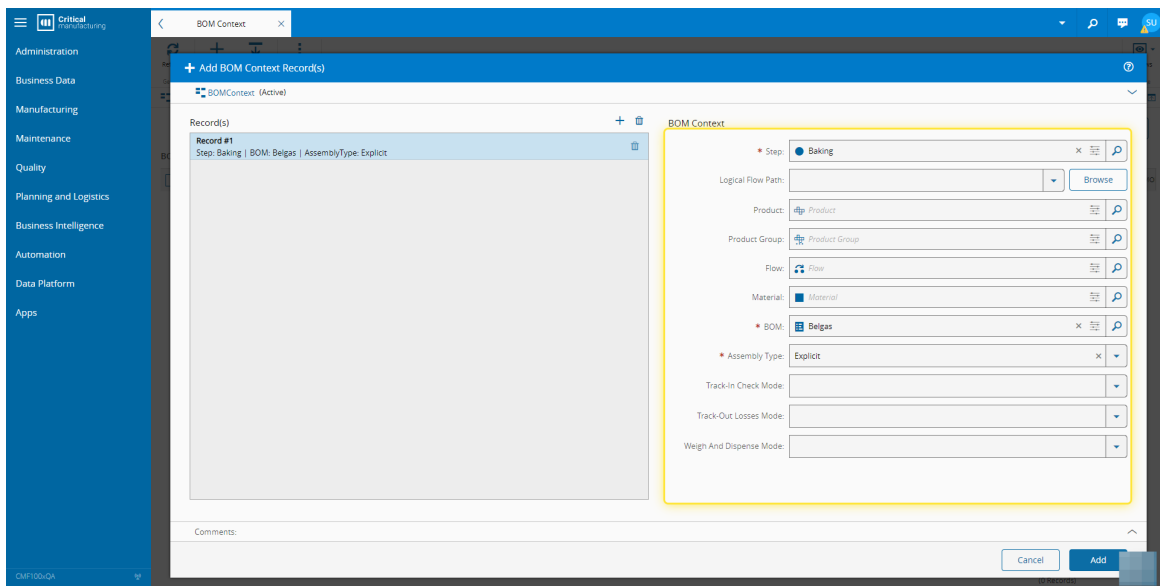 Critical
manufacturing
BOM Context
SU
Administration
Business Data
Manufacturing
Maintenance
Quality
Planning and Logistics
Business Intelligence
Automation
Data Platform
Apps
CMF100xQA
Add BOM Context Record(s)
BOMContext (Active)
Record(s)
Record #1
Step: Baking | BOM: Belgas | AssemblyType: Explicit
BOM Context
* Step: Baking
Logical Flow Path: Browse
Product: Product
Product Group: Product Group
Flow: Flow
Material: Material
* BOM: Belgas
* Assembly Type: Explicit
Track-In Check Mode:
Track-Out Losses Mode:
Weigh And Dispense Mode:
Comments:
Cancel Add
(0 Records)